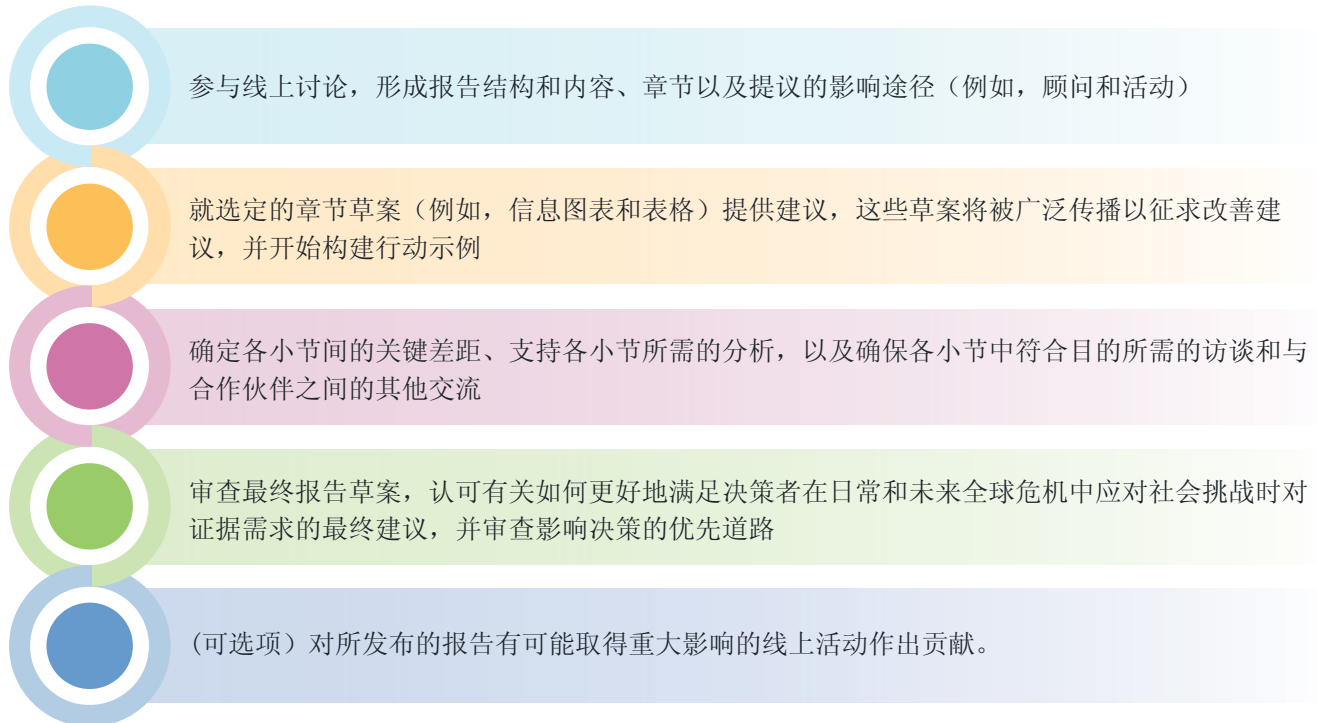 参与线上讨论，形成报告结构和内容、章节以及提议的影响途径（例如，顾问和活动）
就选定的章节草案（例如，信息图表和表格）提供建议，这些草案将被广泛传播以征求改善建
议，并开始构建行动示例
确定各小节间的关键差距、支持各小节所需的分析，以及确保各小节中符合目的所需的访谈和与
合作伙伴之间的其他交流
审查最终报告草案，认可有关如何更好地满足决策者在日常和未来全球危机中应对社会挑战时对
证据需求的最终建议，并审查影响决策的优先道路
(可选项）对所发布的报告有可能取得重大影响的线上活动作出贡献。